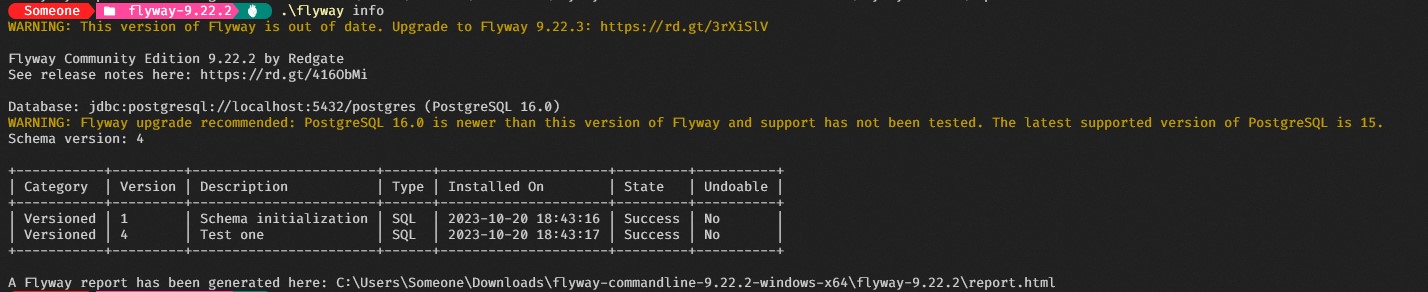 Someone flyway-9.22.2 .\flyway info
WARNING: This version of Flyway is out of date. Upgrade to Flyway 9.22.3: https://rd.gt/3rXiSlV
Flyway Community Edition 9.22.2 by Redgate
See release notes here: https://rd.gt/416ObMi
Database: jdbc:postgresql://localhost:5432/postgres (PostgreSQL 16.0)
WARNING: Flyway upgrade recommended: PostgreSQL 16.0 is newer than this version of Flyway and support has not been tested. The latest supported version of PostgreSQL is 15.
Schema version: 4
+-----------+---------+-----------------------+------+---------------------+---------+----------+
| Category | Version | Description | Type | Installed On | State | Undoable |
+-----------+---------+-----------------------+------+---------------------+---------+----------+
| Versioned | 1 | Schema initialization | SQL | 2023-10-20 18:43:16 | Success | No |
| Versioned | 4 | Test one | SQL | 2023-10-20 18:43:17 | Success | No |
+-----------+---------+-----------------------+------+---------------------+---------+----------+
A Flyway report has been generated here: C:\Users\Someone\Downloads\flyway-commandline-9.22.2-windows-x64\flyway-9.22.2\report.html